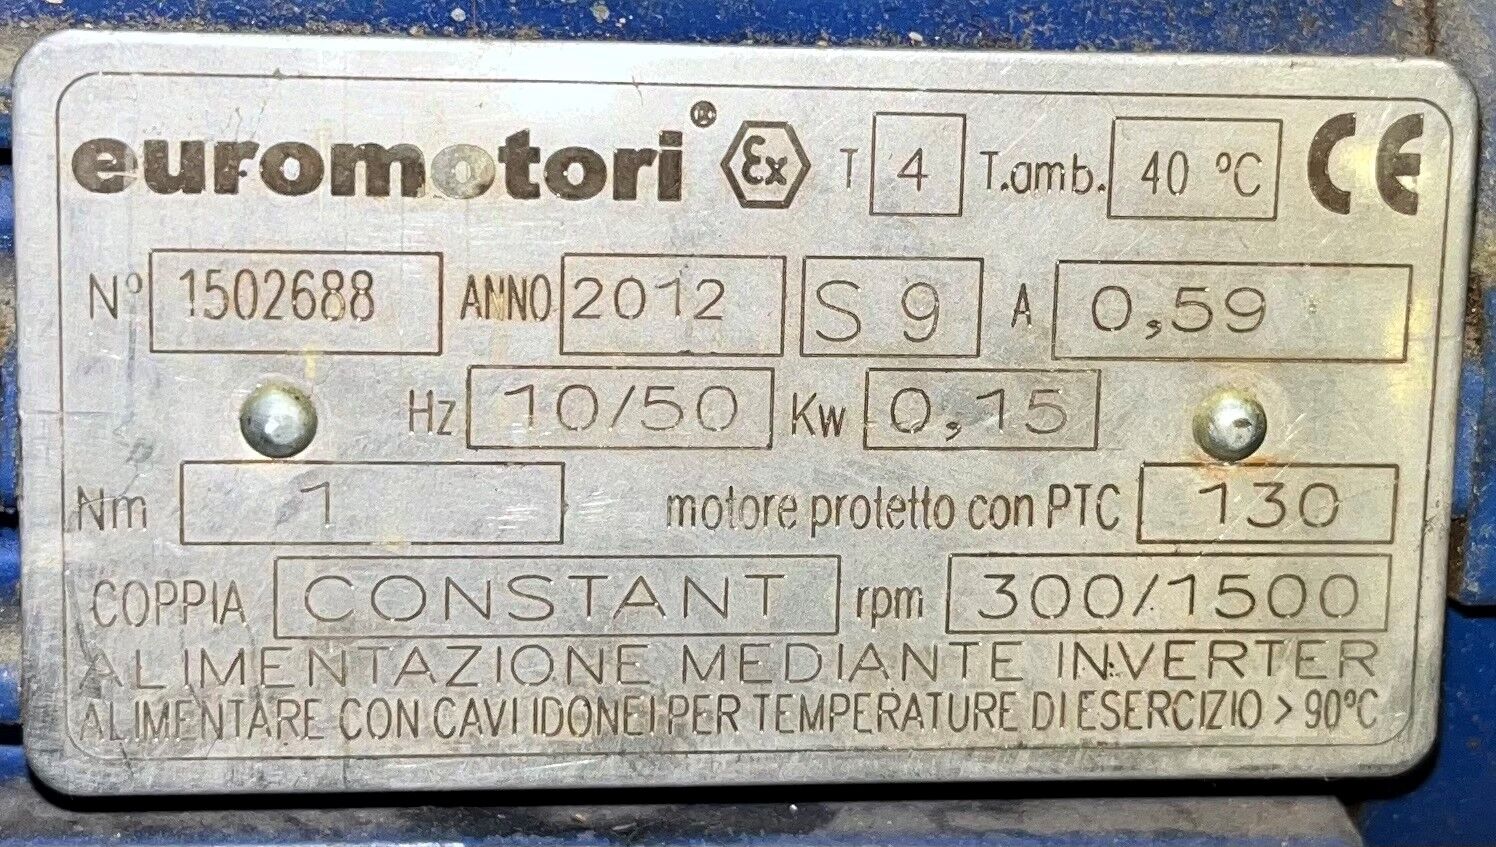 euromotori® Ex T 4 T.amb. 40 °C CE
N° 1502688 ANNO 2012 S 9 A 0,59
Hz 10/50 Kw 0,15
Nm 1 motore protetto con PTC 130
COPPIA CONSTANT rpm 300/1500
ALIMENTAZIONE MEDIANTE INVERTER
ALIMENTARE CON CAVI IDONEI PER TEMPERATURE DI ESERCIZIO > 90°C